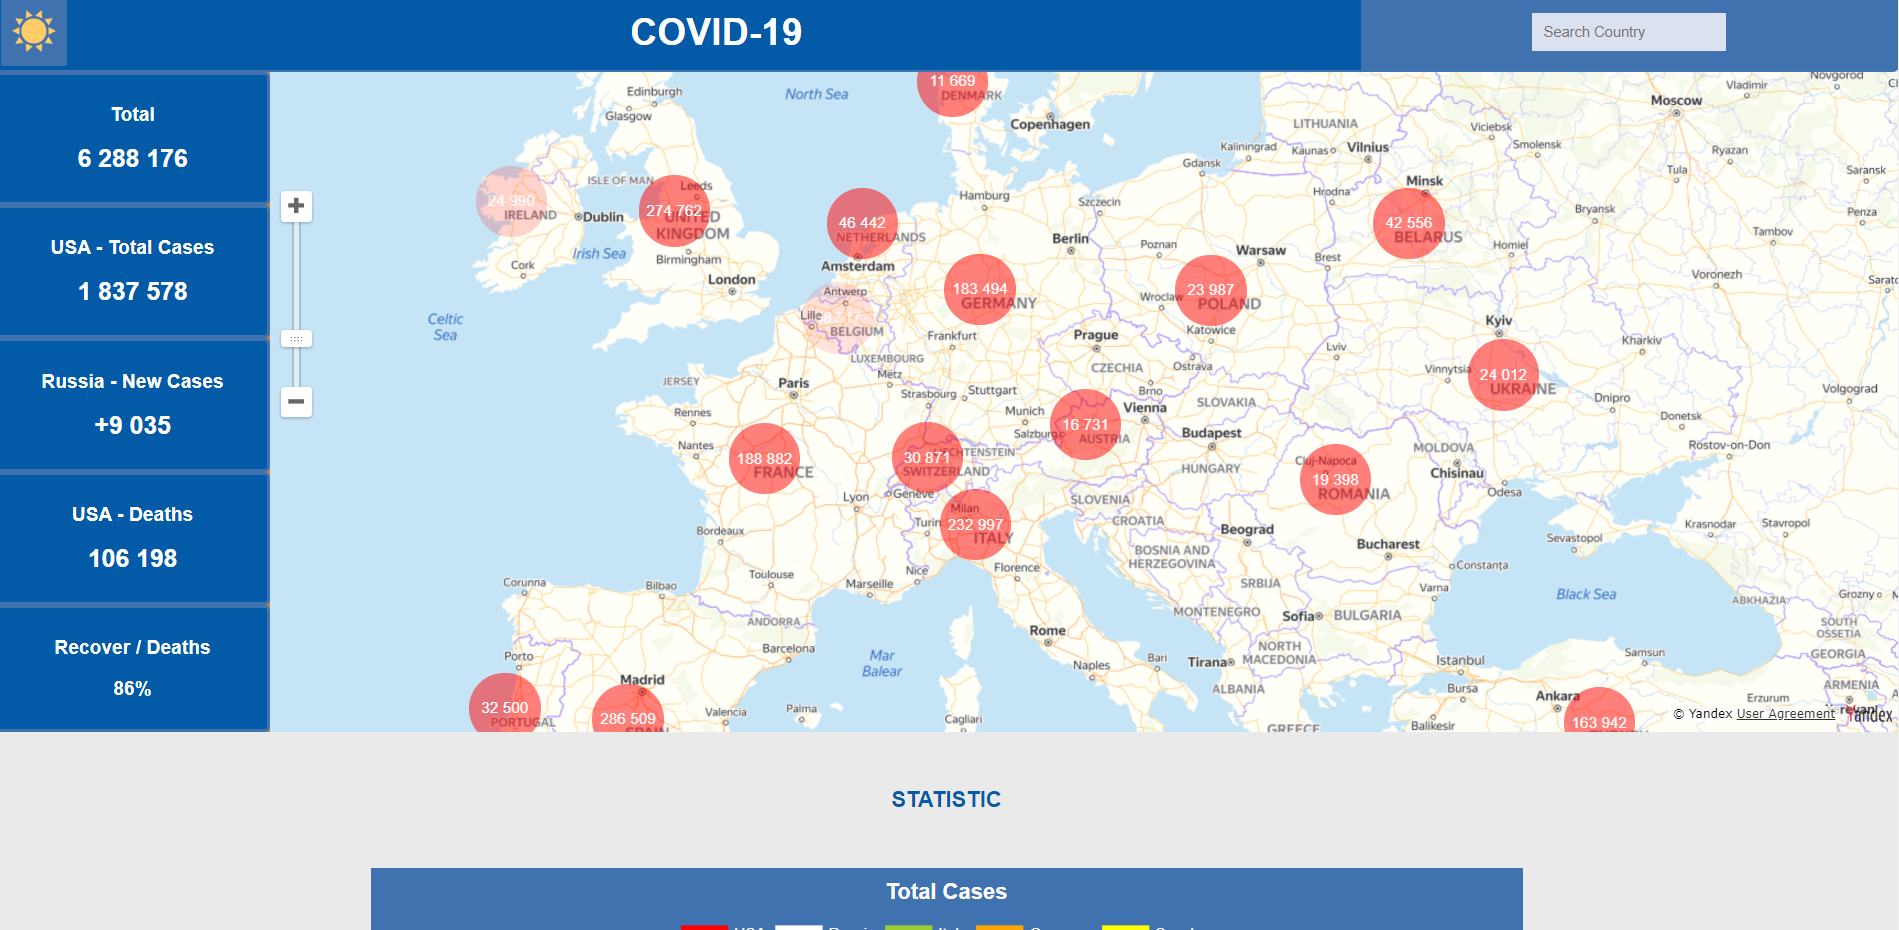 COVID-19
Search Country
Total
6 288 176
USA - Total Cases
1 837 578
Russia - New Cases
+9 035
USA - Deaths
106 198
Recover / Deaths
86%
11 669
DENMARK
North Sea
Edinburgh
Glasgow
Copenhagen
LITHUANIA
Moscow
Vladimir
Novgorod
Viciebsk
Smolensk
Kaliningrad
Kaunas
Vilnius
Gdansk
Ryazan
Tula
Saransk
ISLE OF MAN
Leeds
24 990
IRELAND
Dublin
274 762
UNITED
KINGDOM
46 442
NETHERLANDS
Hamburg
Szczecin
Hrodna
Minsk
42 556
BELARUS
Bryansk
Penza
Irish Sea
Birmingham
Cork
London
Amsterdam
Berlin
Poznan
Warsaw
Brest
Homiel
Tambov
Voronezh
Antwerp
Lille
BELGIUM
183 494
GERMANY
Wroclaw
23 987
POLAND
Katowice
Celtic
Sea
Frankfurt
Prague
Kyiv
Kharkiv
LUXEMBOURG
Metz
CZECHIA
Ostrava
Lviv
Vinnytsia
24 012
UKRAINE
JERSEY
Paris
Strasbourg
Stuttgart
Brno
Volgograd
Rennes
Munich
Vienna
SLOVAKIA
Dnipro
Donetsk
Salzburg
16 731
AUSTRIA
Budapest
Nantes
188 882
FRANCE
30 871
SWITZERLAND
HUNGARY
Cluj-Napoca
19 398
ROMANIA
MOLDOVA
Chisinau
Rostov-on-Don
Odesa
Lyon
Geneve
SLOVENIA
Milan
Turin
232 997
ITALY
CROATIA
Beograd
Bucharest
Krasnodar
Stavropol
Sevastopol
Bordeaux
BOSNIA AND
HERZEGOVINA
Constanța
Toulouse
Marseille
Nice
Florence
SRBIJA
Varna
Black Sea
ABKHAZIA
Grozny
Corunna
Bilbao
MONTENEGRO
Sofia
BULGARIA
ANDORRA
Rome
SOUTH
OSSETIA
GEORGIA
Porto
Barcelona
Mar
Balear
Naples
Bari
Tirana
NORTH
MACEDONIA
Istanbul
Samsun
Madrid
ALBANIA
Bursa
Ankara
Erzurum
ARMENIA
32 500
PORTUGAL
286 509
SPAIN
Valencia
Palma
Cagliari
GREECE
Balikesir
163 942
© Yandex User Agreement
Yandex
STATISTIC
Total Cases
USA